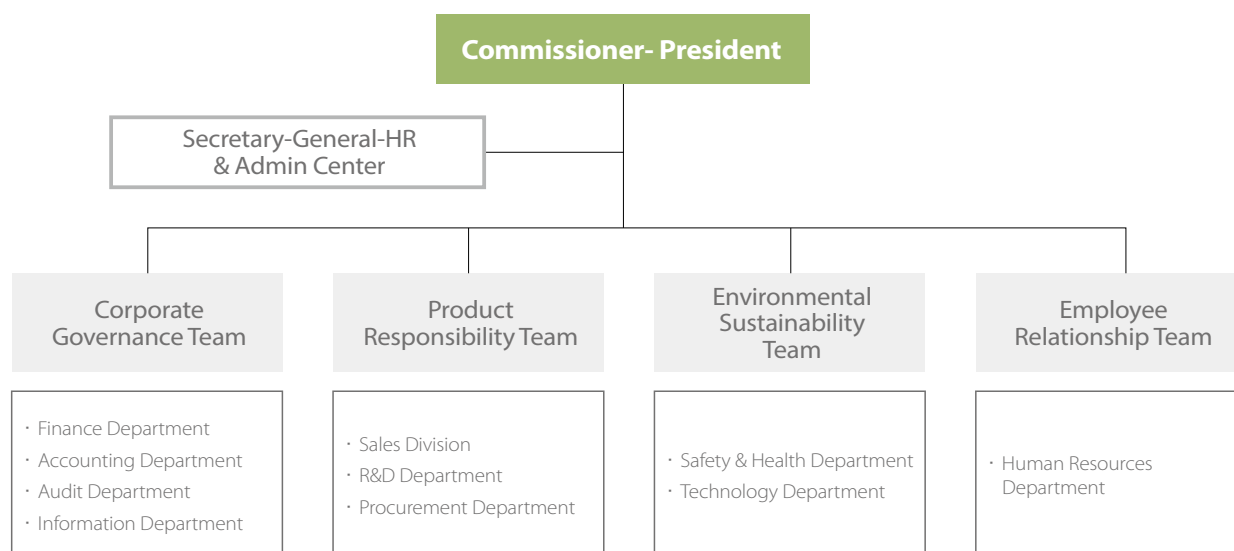 Commissioner- President
Secretary-General-HR
& Admin Center
Corporate
Governance Team
Product
Responsibility Team
Environmental
Sustainability
Team
Employee
Relationship Team
· Finance Department
· Accounting Department
· Audit Department
· Information Department
· Sales Division
· R&D Department
· Procurement Department
· Safety & Health Department
· Technology Department
· Human Resources
Department